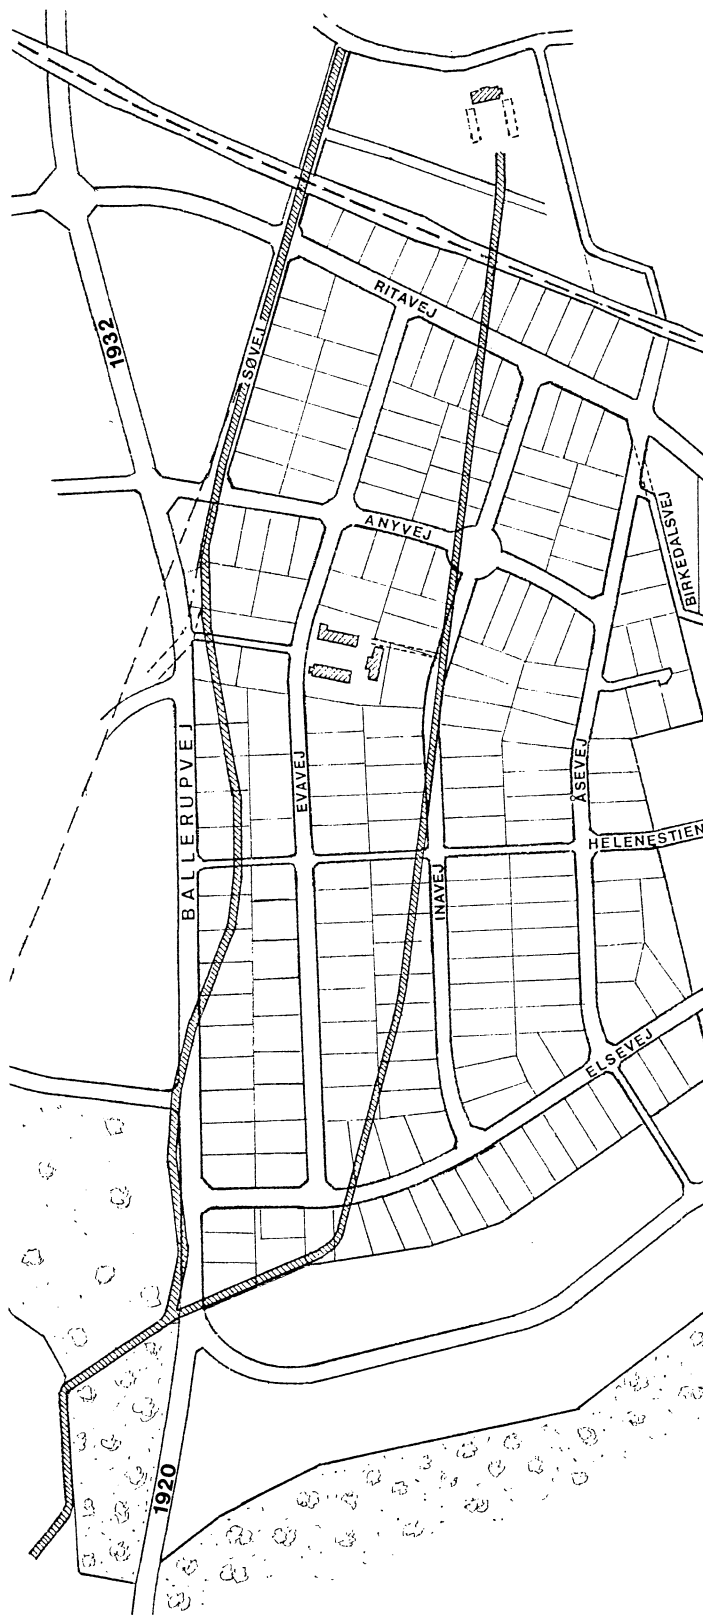 RITAVEJ
1932
SØVEJ
ANYVEJ
BIRKEDALSVEJ
BALLERUPVEJ
EVAVEJ
ÅSEVEJ
HELENESTIEN
INAVEJ
ELSEVEJ
1920